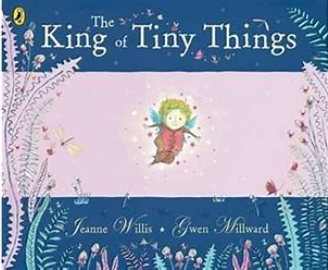 The
King of Tiny Things
Jeanne Willis · Gwen Millward